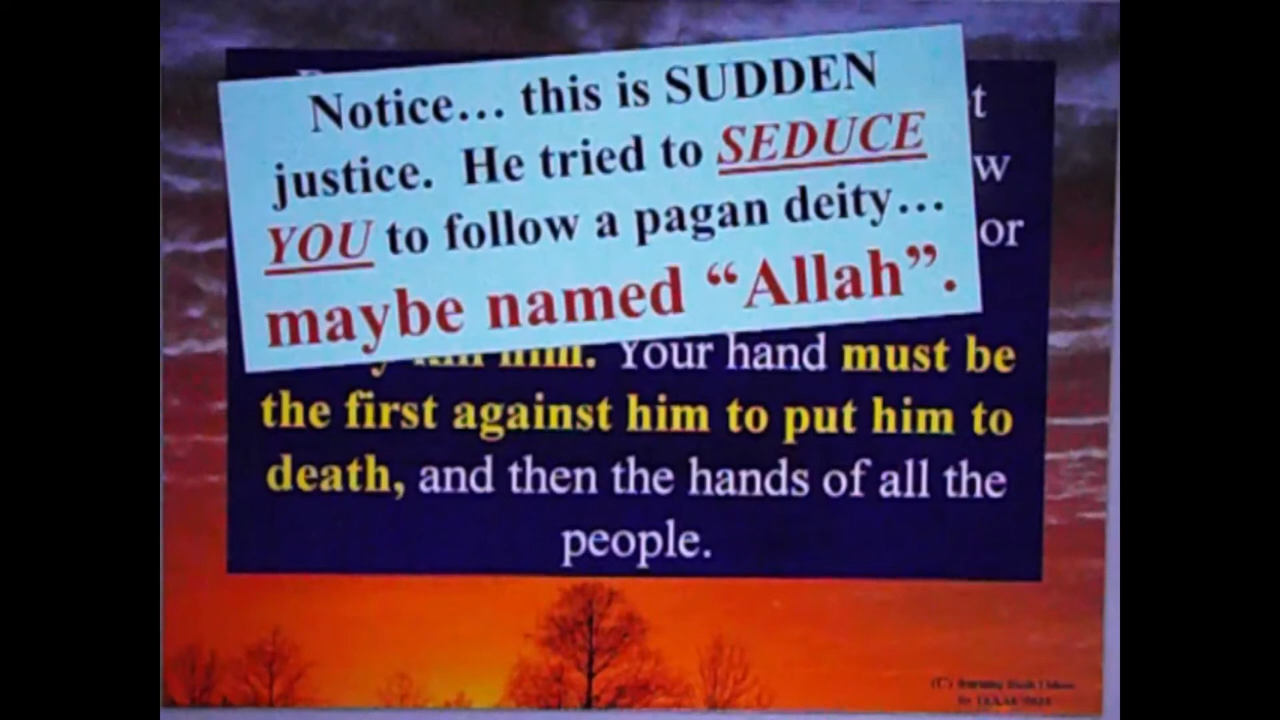 Notice... this is SUDDEN
justice. He tried to SEDUCE
YOU to follow a pagan deity...
maybe named “Allah”.
t
w
or
him. Your hand must be
the first against him to put him to
death, and then the hands of all the
people.